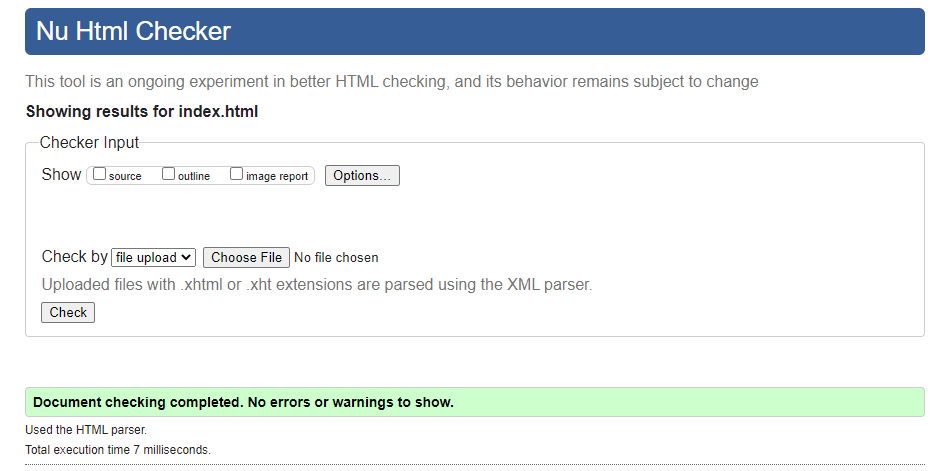 Nu Html Checker
This tool is an ongoing experiment in better HTML checking, and its behavior remains subject to change
Showing results for index.html
Checker Input
Show source outline image report Options...
Check by file upload Choose File No file chosen
Uploaded files with .xhtml or .xht extensions are parsed using the XML parser.
Check
Document checking completed. No errors or warnings to show.
Used the HTML parser.
Total execution time 7 milliseconds.